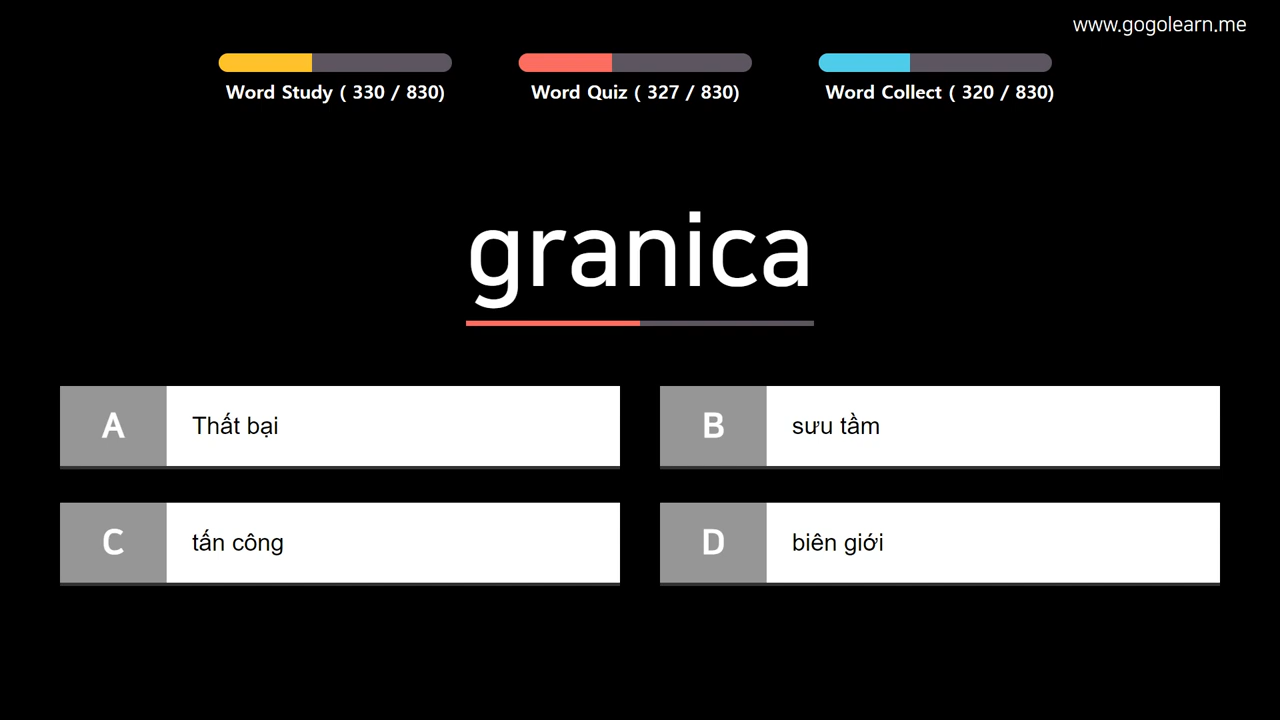 www.gogolearn.me
Word Study ( 330 / 830)
Word Quiz ( 327 / 830)
Word Collect ( 320 / 830)
granica
A Thất bại
B sưu tầm
C tấn công
D biên giới